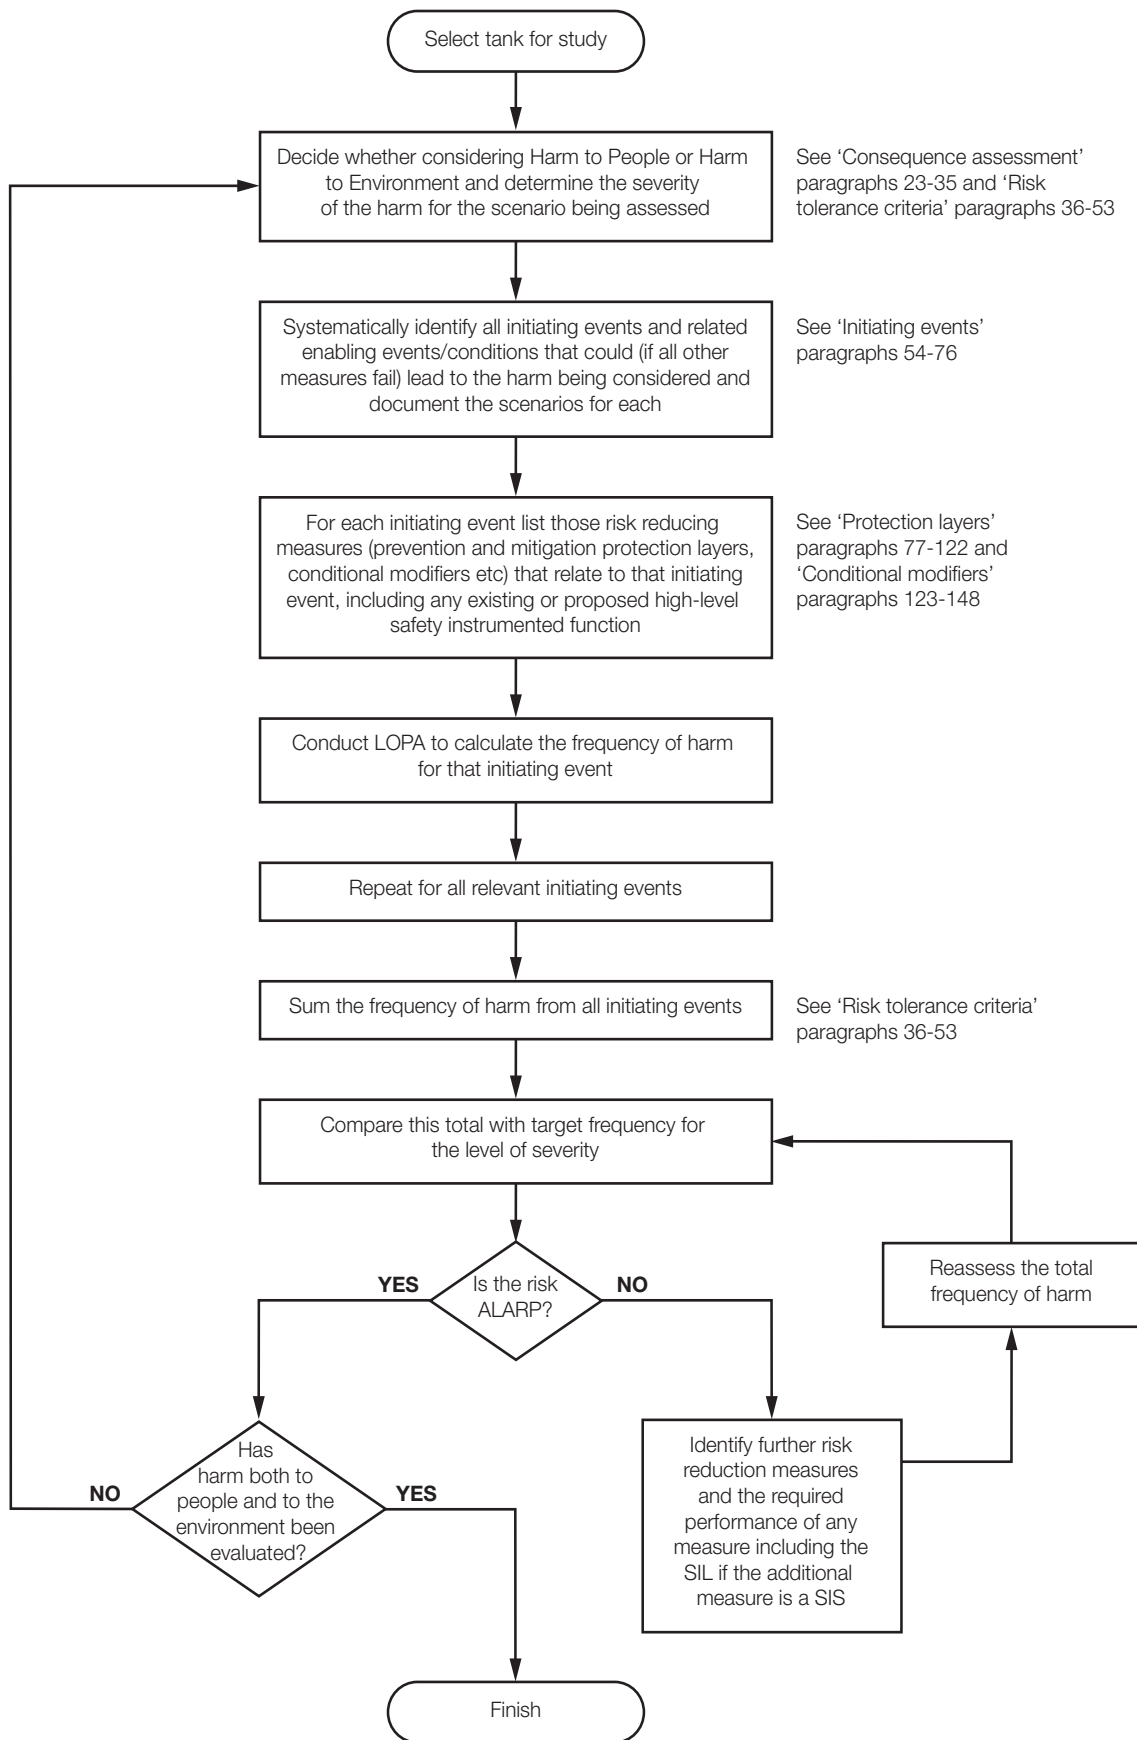 Select tank for study
Decide whether considering Harm to People or Harm
to Environment and determine the severity
of the harm for the scenario being assessed
See ‘Consequence assessment’
paragraphs 23-35 and ‘Risk
tolerance criteria’ paragraphs 36-53
Systematically identify all initiating events and related
enabling events/conditions that could (if all other
measures fail) lead to the harm being considered and
document the scenarios for each
See ‘Initiating events’
paragraphs 54-76
For each initiating event list those risk reducing
measures (prevention and mitigation protection layers,
conditional modifiers etc) that relate to that initiating
event, including any existing or proposed high-level
safety instrumented function
See ‘Protection layers’
paragraphs 77-122 and
‘Conditional modifiers’
paragraphs 123-148
Conduct LOPA to calculate the frequency of harm
for that initiating event
Repeat for all relevant initiating events
Sum the frequency of harm from all initiating events
See ‘Risk tolerance criteria’
paragraphs 36-53
Compare this total with target frequency for
the level of severity
Is the risk
ALARP?
YES
NO
Reassess the total
frequency of harm
Has
harm both to
people and to the
environment been
evaluated?
NO
YES
Identify further risk
reduction measures
and the required
performance of any
measure including the
SIL if the additional
measure is a SIS
Finish